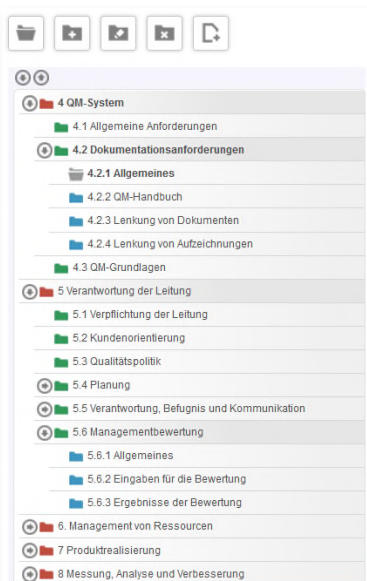 4 QM-System
4.1 Allgemeine Anforderungen
4.2 Dokumentationsanforderungen
4.2.1 Allgemeines
4.2.2 QM-Handbuch
4.2.3 Lenkung von Dokumenten
4.2.4 Lenkung von Aufzeichnungen
4.3 QM-Grundlagen
5 Verantwortung der Leitung
5.1 Verpflichtung der Leitung
5.2 Kundenorientierung
5.3 Qualitätspolitik
5.4 Planung
5.5 Verantwortung, Befugnis und Kommunikation
5.6 Managementbewertung
5.6.1 Allgemeines
5.6.2 Eingaben für die Bewertung
5.6.3 Ergebnisse der Bewertung
6. Management von Ressourcen
7 Produktrealisierung
8 Messung, Analyse und Verbesserung